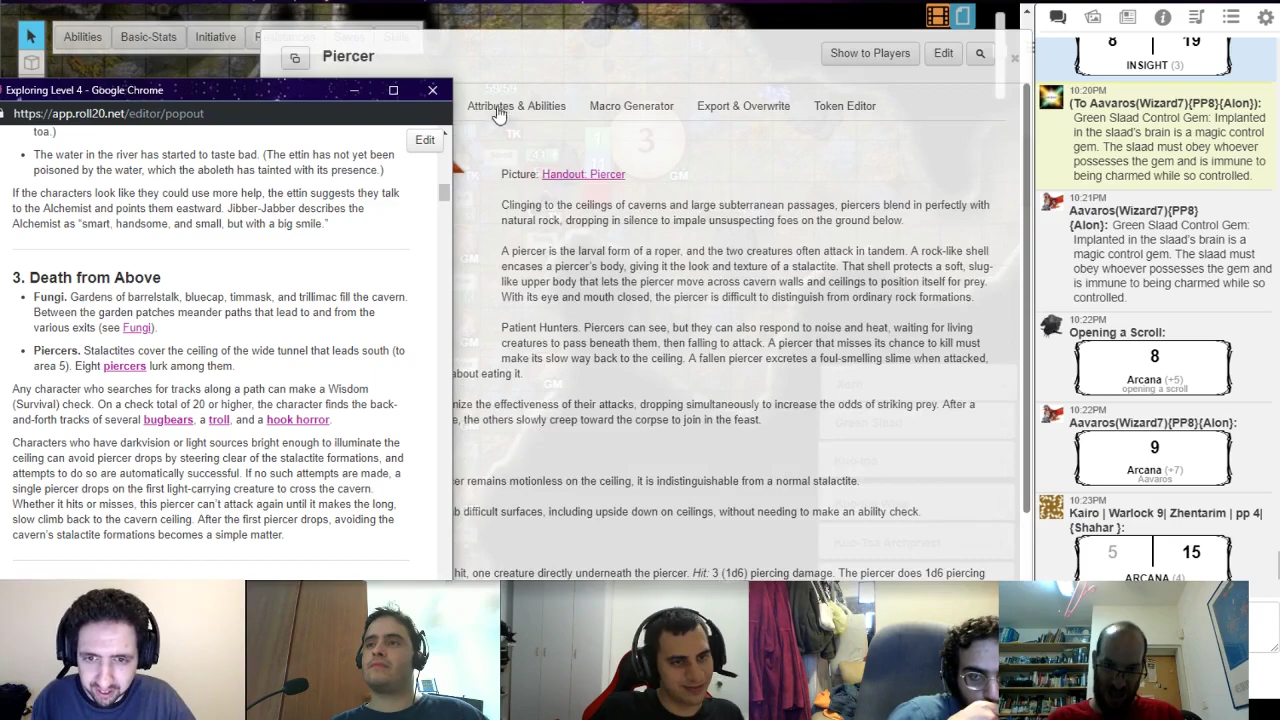 Abilities
Basic-Stats
Initiative
Piercer
Show to Players
Edit
Exploring Level 4 - Google Chrome
https://app.roll20.net/editor/popout
Edit
toa.)
• The water in the river has started to taste bad. (The ettin has not yet been
poisoned by the water, which the aboleth has tainted with its presence.)
If the characters look like they could use more help, the ettin suggests they talk
to the Alchemist and points them eastward. Jibber-Jabber describes the
Alchemist as “smart, handsome, and small, but with a big smile.”
3. Death from Above
• Fungi. Gardens of barrelstalk, bluecap, timmask, and trillimac fill the cavern.
Between the garden patches meander paths that lead to and from the
various exits (see Fungi).
• Piercers. Stalactites cover the ceiling of the wide tunnel that leads south (to
area 5). Eight piercers lurk among them.
Any character who searches for tracks along a path can make a Wisdom
(Survival) check. On a check total of 20 or higher, the character finds the back-
and-forth tracks of several bugbears, a troll, and a hook horror.
Characters who have darkvision or light sources bright enough to illuminate the
ceiling can avoid piercer drops by steering clear of the stalactite formations, and
attempts to do so are automatically successful. If no such attempts are made, a
single piercer drops on the first light-carrying creature to cross the cavern.
Whether it hits or misses, this piercer can’t attack again until it makes the long,
slow climb back to the cavern ceiling. After the first piercer drops, avoiding the
cavern’s stalactite formations becomes a simple matter.
Attributes & Abilities
Macro Generator
Export & Overwrite
Token Editor
TK
3
11
TK
GM
GM
GM
GM
Picture: Handout: Piercer
Clinging to the ceilings of caverns and large subterranean passages, piercers blend in perfectly with
natural rock, dropping in silence to impale unsuspecting foes on the ground below.
A piercer is the larval form of a roper, and the two creatures often attack in tandem. A rock-like shell
encases a piercer’s body, giving it the look and texture of a stalactite. That shell protects a soft, slug-
like upper body that lets the piercer move across cavern walls and ceilings to position itself for prey.
With its eye and mouth closed, the piercer is difficult to distinguish from ordinary rock formations.
Patient Hunters. Piercers can see, but they can also respond to noise and heat, waiting for living
creatures to pass beneath them, then falling to attack. A piercer that misses its chance to kill must
make its slow way back to the ceiling. A fallen piercer excretes a foul-smelling slime when attacked,
about eating it.
nize the effectiveness of their attacks, dropping simultaneously to increase the odds of striking prey. After a
e, the others slowly creep toward the corpse to join in the feast.
Green Slaad
Kuo-toa
Kuo-Toa Archpriest
er remains motionless on the ceiling, it is indistinguishable from a normal stalactite.
b difficult surfaces, including upside down on ceilings, without needing to make an ability check.
hit, one creature directly underneath the piercer. Hit: 3 (1d6) piercing damage. The piercer does 1d6 piercing
8
19
INSIGHT (3)
10:20PM
(To Aavaros(Wizard7){PP8}{Alon}):
Green Slaad Control Gem:
Implanted in the slaad's brain is a magic control
gem. The slaad must obey whoever
possesses the gem and is immune to
being charmed while so controlled.
10:21PM
Aavaros(Wizard7){PP8}
{Alon}: Green Slaad Control Gem:
Implanted in the slaad’s brain is a
magic control gem. The slaad must
obey whoever possesses the gem and
is immune to being charmed while so
controlled.
10:22PM
Opening a Scroll:
8
Arcana (+5)
opening a scroll
10:22PM
Aavaros(Wizard7){PP8}{Alon}:
9
Arcana (+7)
Aavaros
10:23PM
Kairo | Warlock 9| Zhentarim | pp 4|
{Shahar }:
5
15
ARCANA (4)